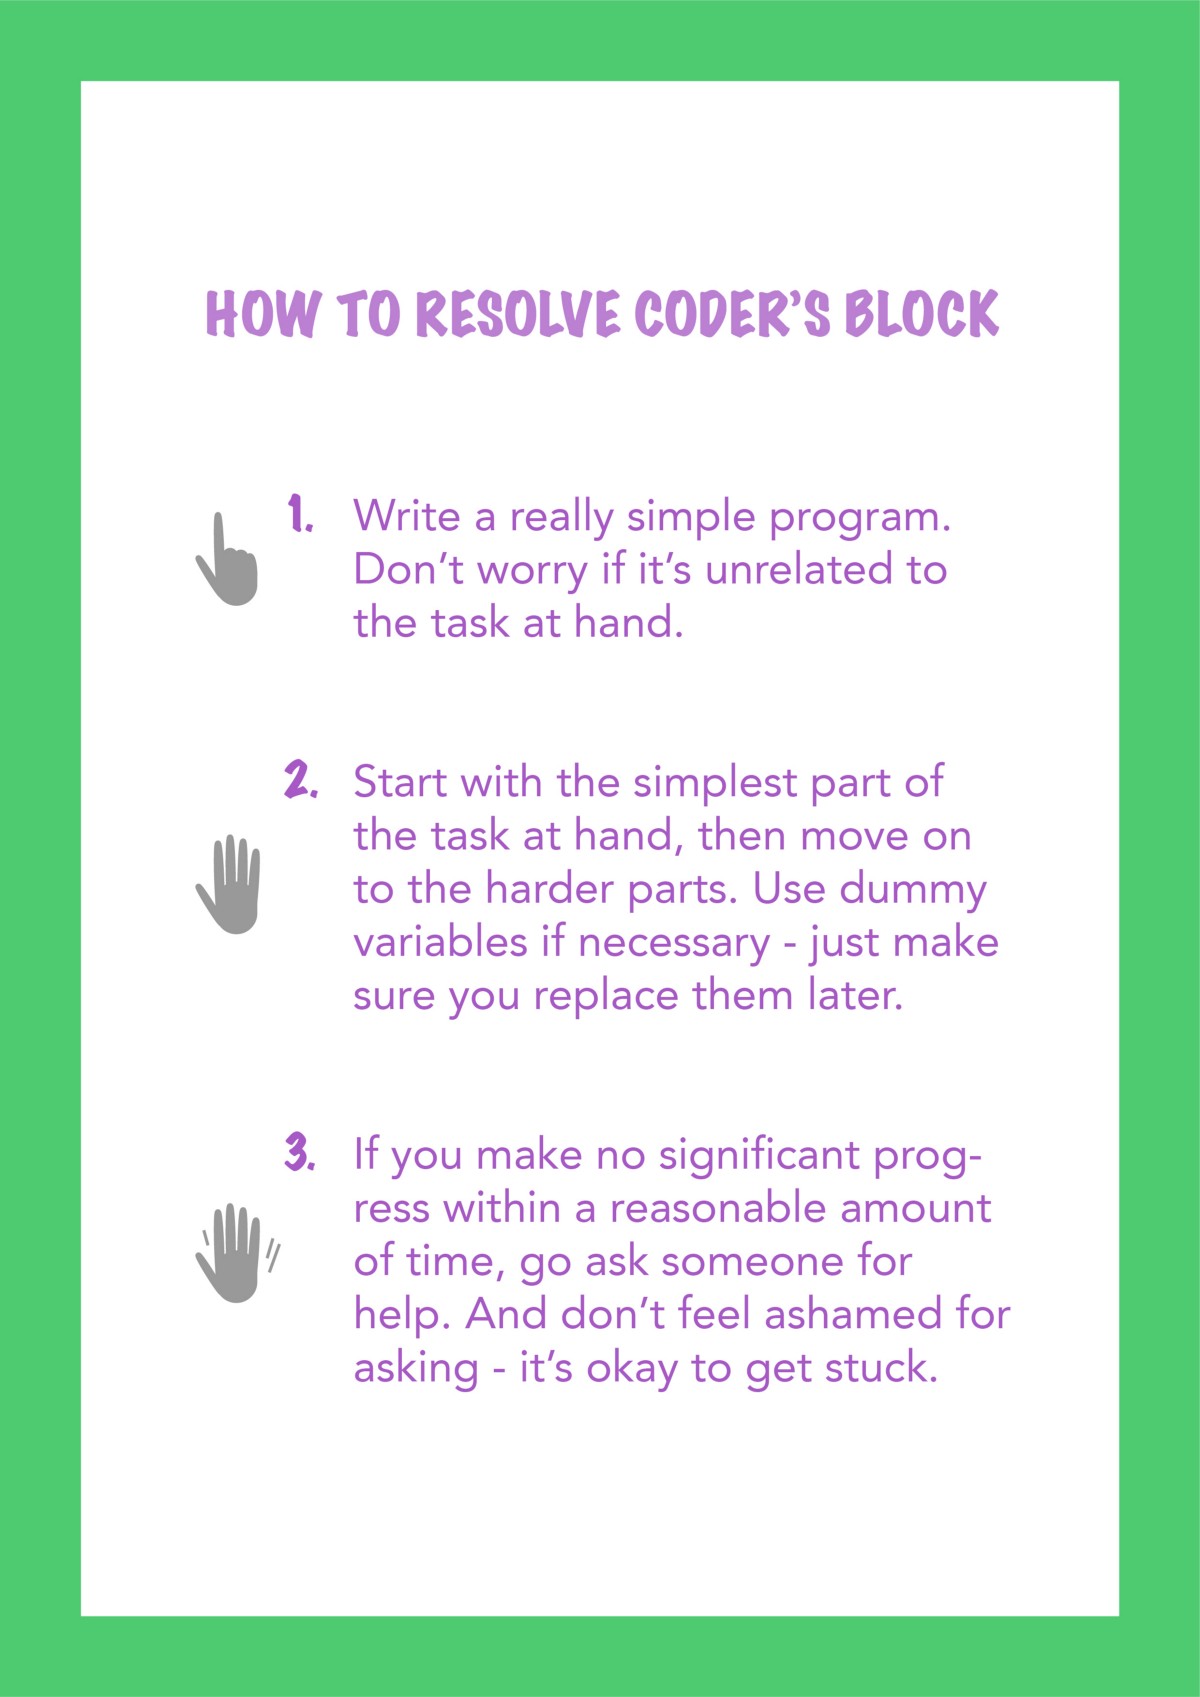 HOW TO RESOLVE CODER’S BLOCK
1. Write a really simple program.
Don’t worry if it’s unrelated to
the task at hand.
2. Start with the simplest part of
the task at hand, then move on
to the harder parts. Use dummy
variables if necessary - just make
sure you replace them later.
3. If you make no significant prog-
ress within a reasonable amount
of time, go ask someone for
help. And don’t feel ashamed for
asking - it’s okay to get stuck.